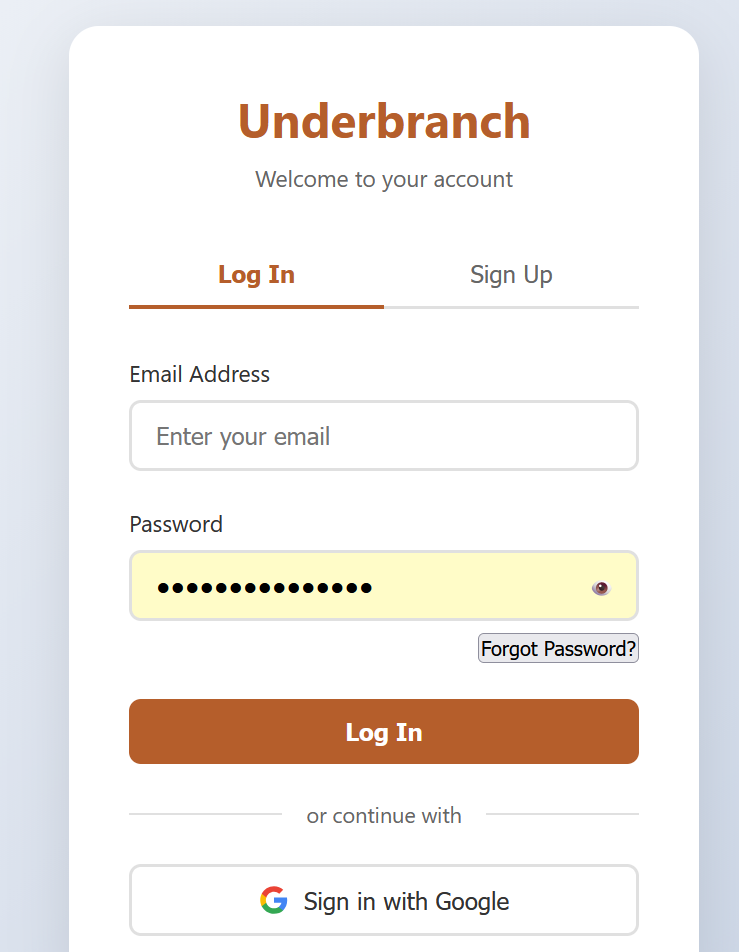 Underbranch
Welcome to your account
Log In Sign Up
Email Address
Enter your email
Password
•••••••••••••••
Forgot Password?
Log In
or continue with
Sign in with Google